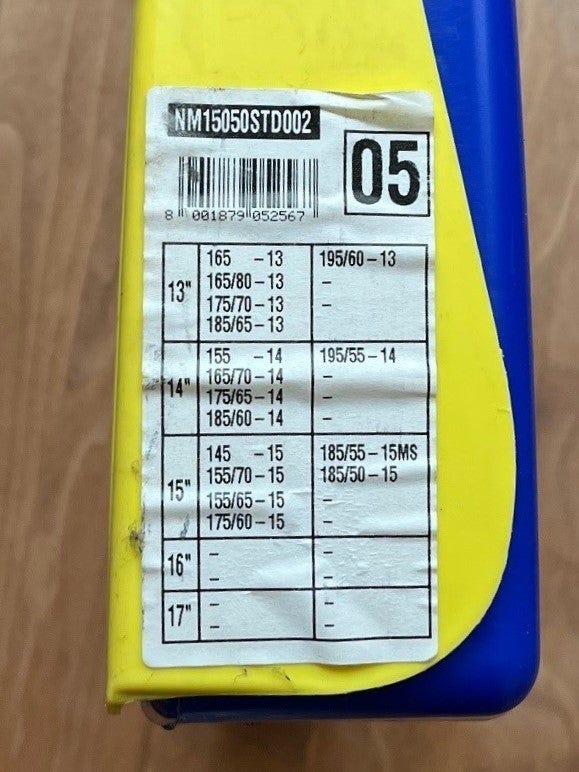 NM15050STD002
05
8 001879 052567
13"
165 - 13 195/60 - 13
165/80 - 13 -
175/70 - 13 -
185/65 - 13
14"
155 - 14 195/55 - 14
165/70 - 14 -
175/65 - 14 -
185/60 - 14 -
15"
145 - 15 185/55 - 15MS
155/70 - 15 185/50 - 15
155/65 - 15 -
175/60 - 15 -
16"
- -
- -
17"
- -
- -